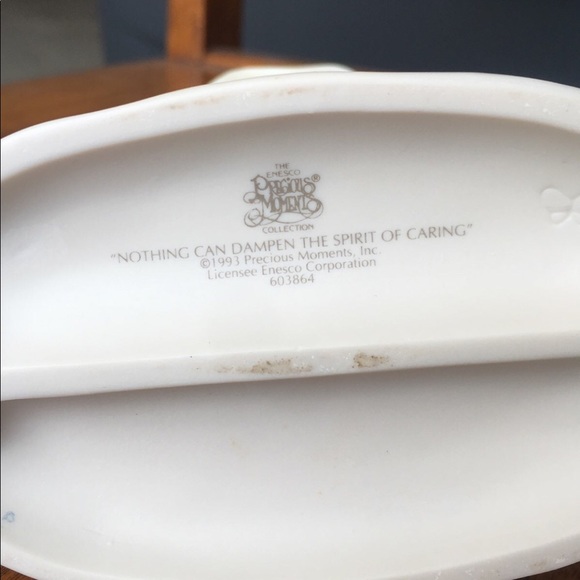 THE
ENESCO
PRECIOUS®
MOMENTS
COLLECTION
"NOTHING CAN DAMPEN THE SPIRIT OF CARING"
©1993 Precious Moments, Inc.
Licensee Enesco Corporation
603864